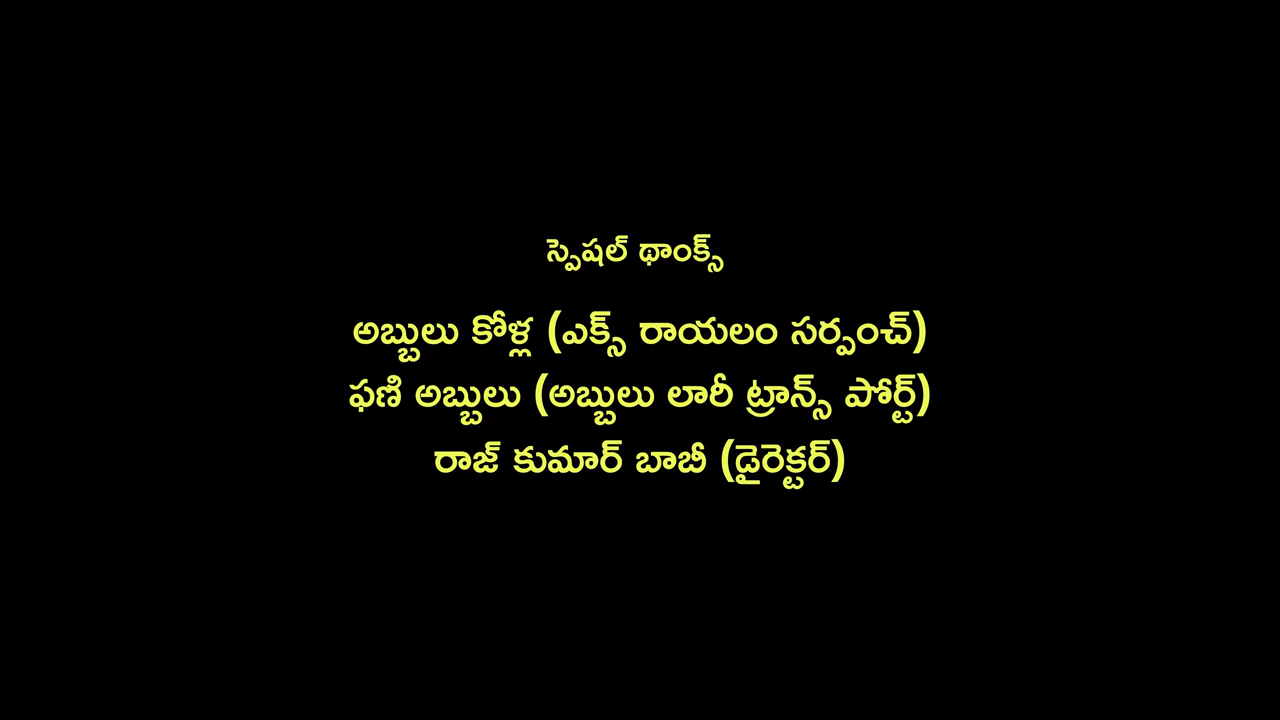 స్పెషల్ థాంక్స్
అబ్బులు కోళ్ల (ఎక్స్ రాయలం సర్పంచ్)
ఫణి అబ్బులు (అబ్బులు లారీ ట్రాన్స్ పోర్ట్)
రాజ్ కుమార్ బాబీ (డైరెక్టర్)